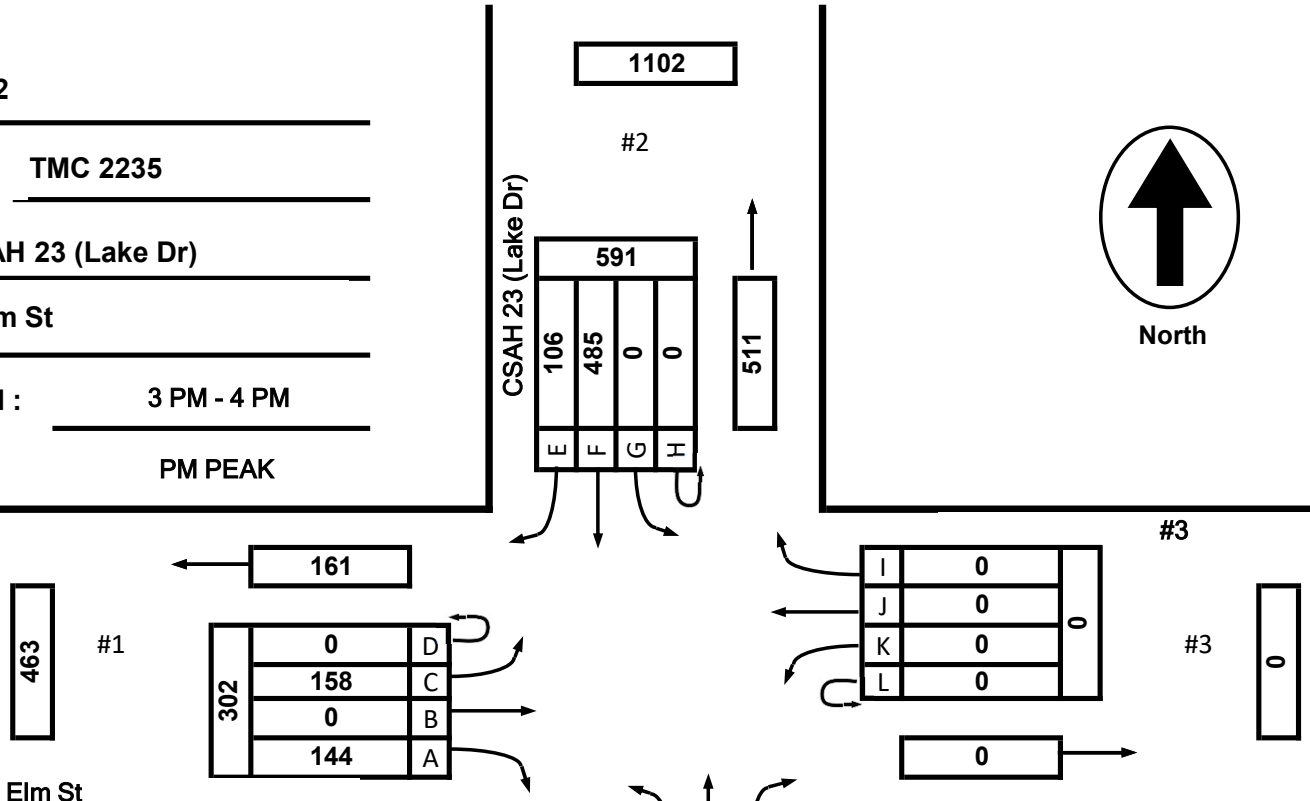 2
TMC 2235
AH 23 (Lake Dr)
m St
:
3 PM - 4 PM
PM PEAK
1102
#2
CSAH 23 (Lake Dr)
591
106 485 0 0
E F G H
511
North
161
463
#1
302
0 D
158 C
0 B
144 A
Elm St
#3
I 0
J 0
K 0
L 0
0
#3
0
0